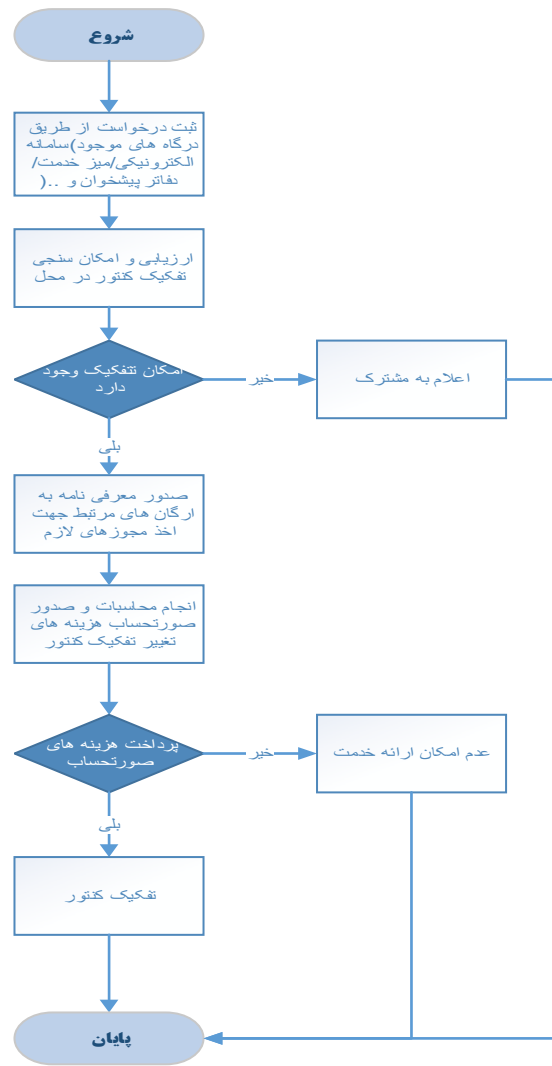 شروع
ثبت درخواست از طریق
درگاه های موجود)سامانه
الکترونیکی/میز خدمت/
دفاتر پیشخوان و ..(
ارزیابی و امکان سنجی
تفکیک کنتور در محل
امکان تتفکیک وجود
دارد
خیر
اعلام به مشترک
بلی
صدور معرفی نامه به
ارگان های مرتبط جهت
اخذ مجوزهای لازم
انجام محاسبات و صدور
صورتحساب هزینه های
تغییر تفکیک کنتور
پرداخت هزینه های
صورتحساب
خیر
عدم امکان ارائه خدمت
بلی
تفکیک کنتور
پایان